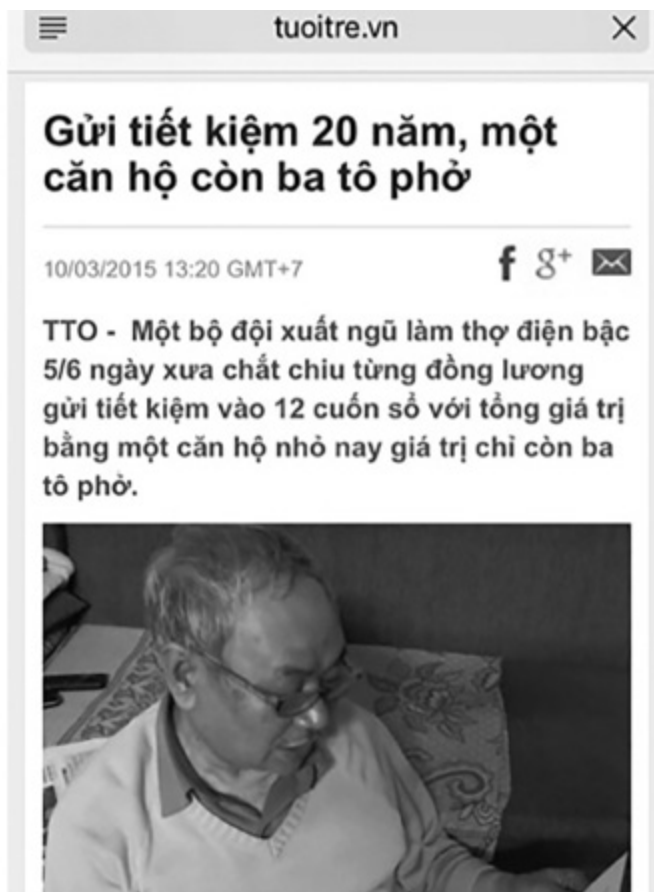 tuoitre.vn
Gửi tiết kiệm 20 năm, một
căn hộ còn ba tô phở
10/03/2015 13:20 GMT+7
f g+
TTO - Một bộ đội xuất ngũ làm thợ điện bậc
5/6 ngày xưa chắt chiu từng đồng lương
gửi tiết kiệm vào 12 cuốn sổ với tổng giá trị
bằng một căn hộ nhỏ nay giá trị chỉ còn ba
tô phở.